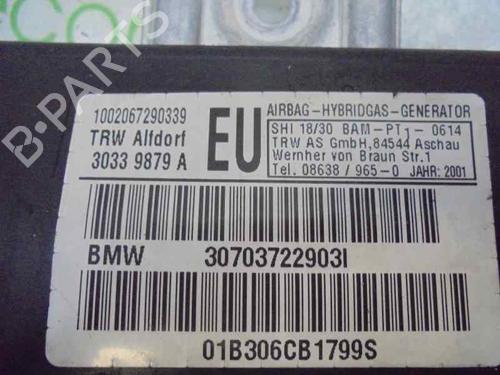 B-PARTS
1002067290339
TRW Alfdorf
3033 9879 A
EU
AIRBAG-HYBRIDGAS-GENERATOR
SHI 18/30 BAM-PT1-0614
TRW AS GmbH,84544 Aschau
Wernher von Braun Str.1
Tel. 08638/965-0 JAHR: 2001
BMW 30703722903I
01B306CB1799S